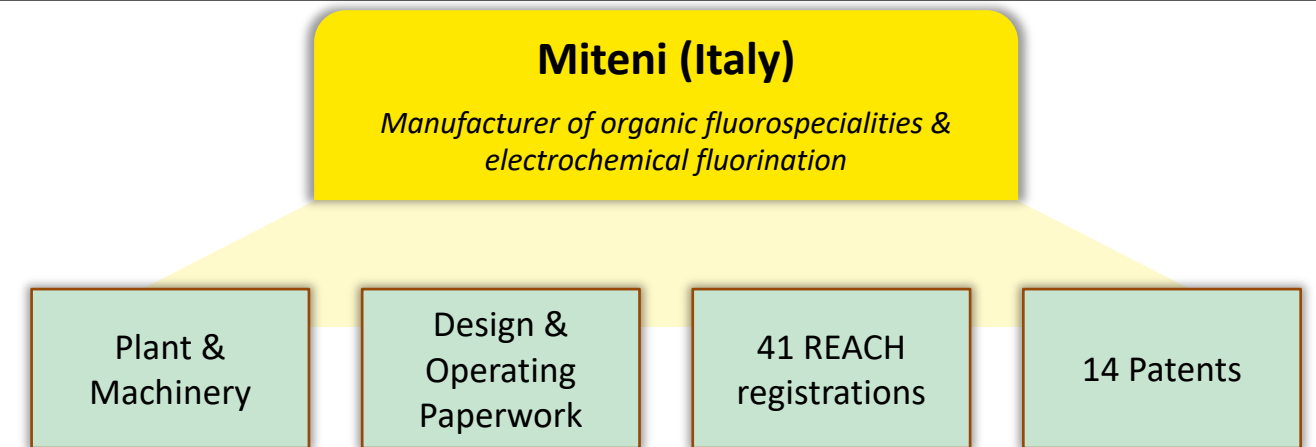 Miteni (Italy)
Manufacturer of organic fluorospecialities &
electrochemical fluorination
Plant &
Machinery
Design &
Operating
Paperwork
41 REACH
registrations
14 Patents